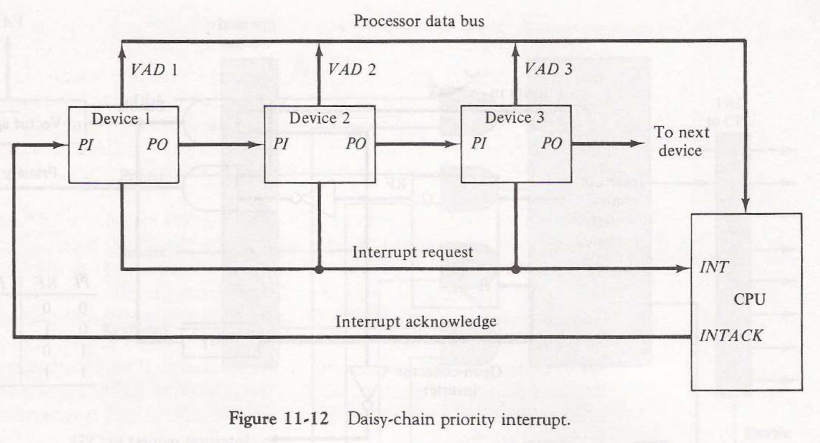 Processor data bus
VAD 1
VAD 2
VAD 3
Device 1
Device 2
Device 3
PI PO
PI PO
PI PO
To next
device
Interrupt request
INT
CPU
Interrupt acknowledge
INTACK
Figure 11-12 Daisy-chain priority interrupt.